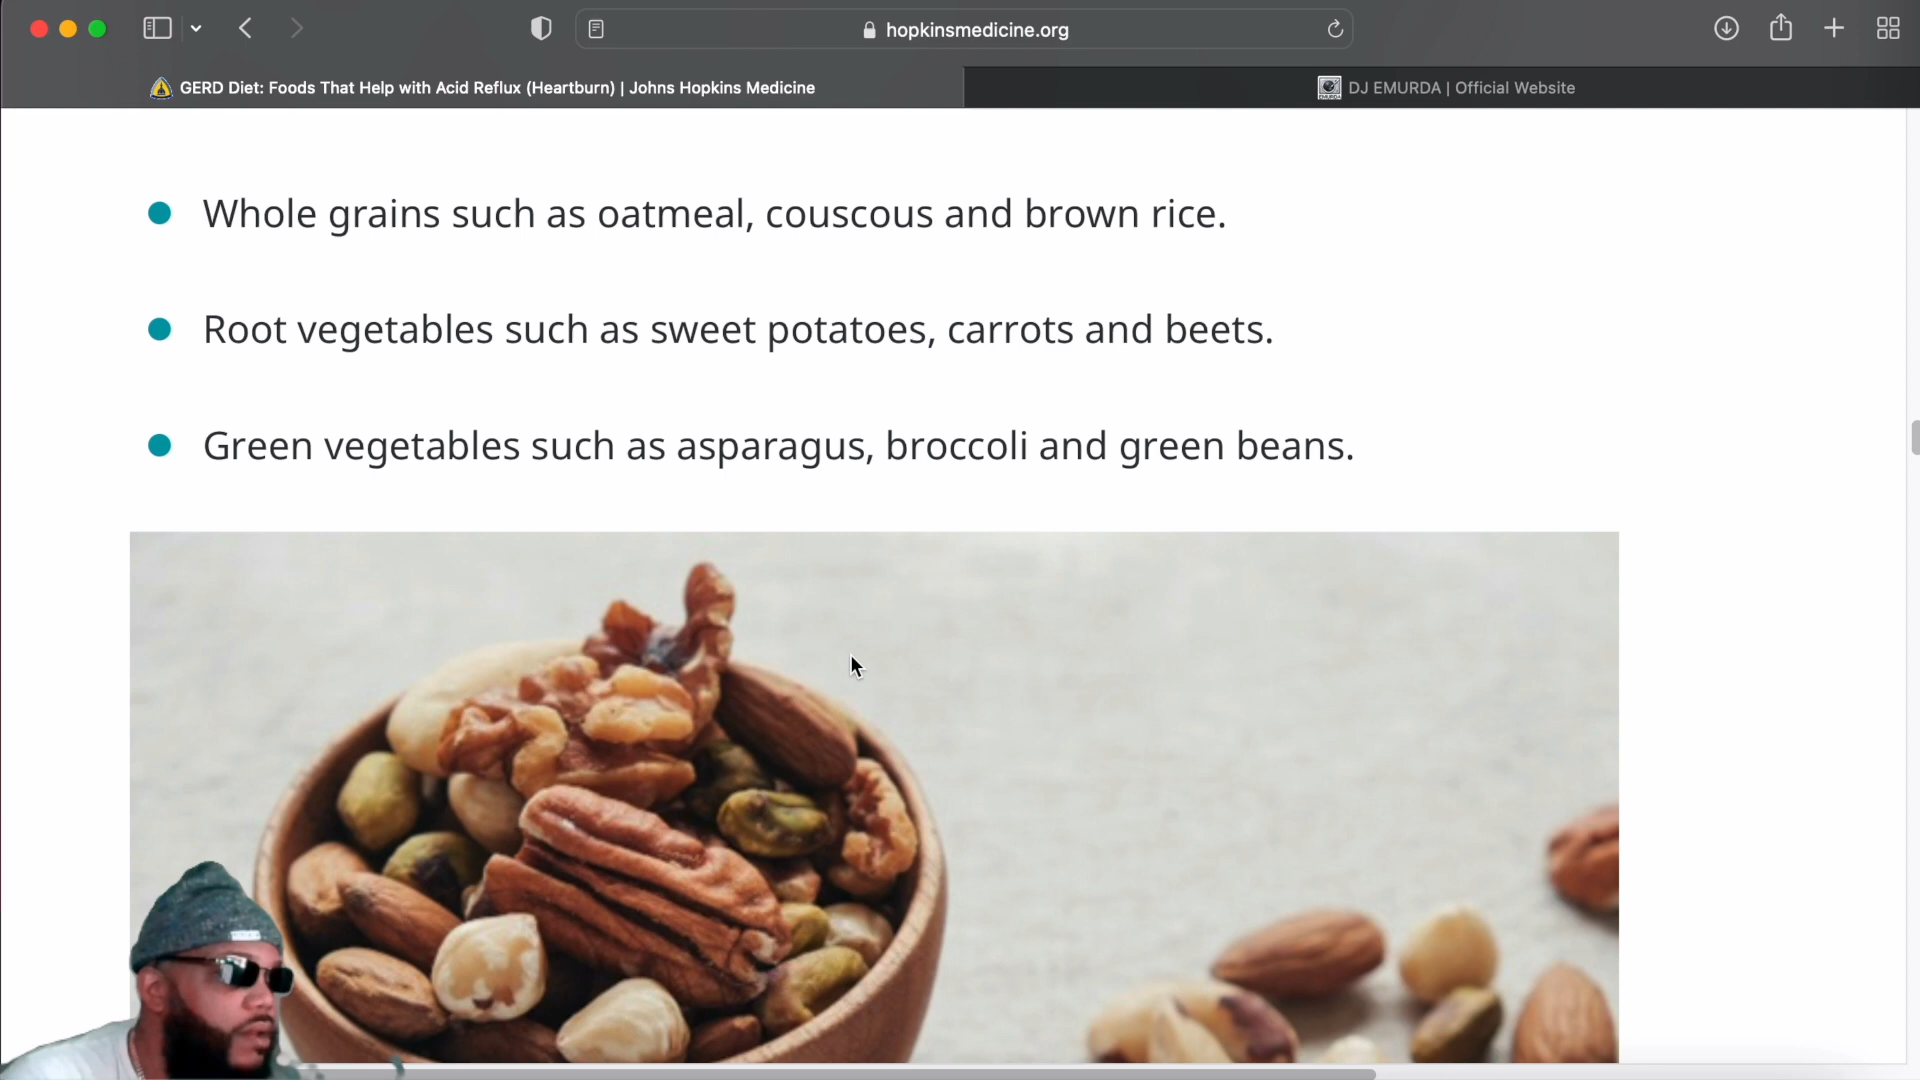 hopkinsmedicine.org
GERD Diet: Foods That Help with Acid Reflux (Heartburn) | Johns Hopkins Medicine
DJ EMURDA | Official Website
Whole grains such as oatmeal, couscous and brown rice.
Root vegetables such as sweet potatoes, carrots and beets.
Green vegetables such as asparagus, broccoli and green beans.